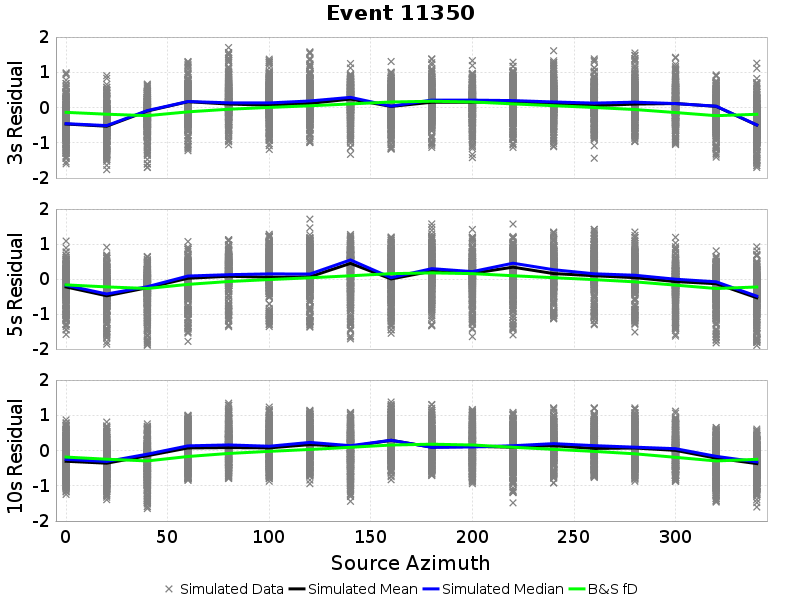 Event 11350
3s Residual
2
1
0
-1
-2
5s Residual
2
1
0
-1
-2
10s Residual
2
1
0
-1
-2
0 50 100 150 200 250 300
Source Azimuth
Simulated Data Simulated Mean Simulated Median B&S fD